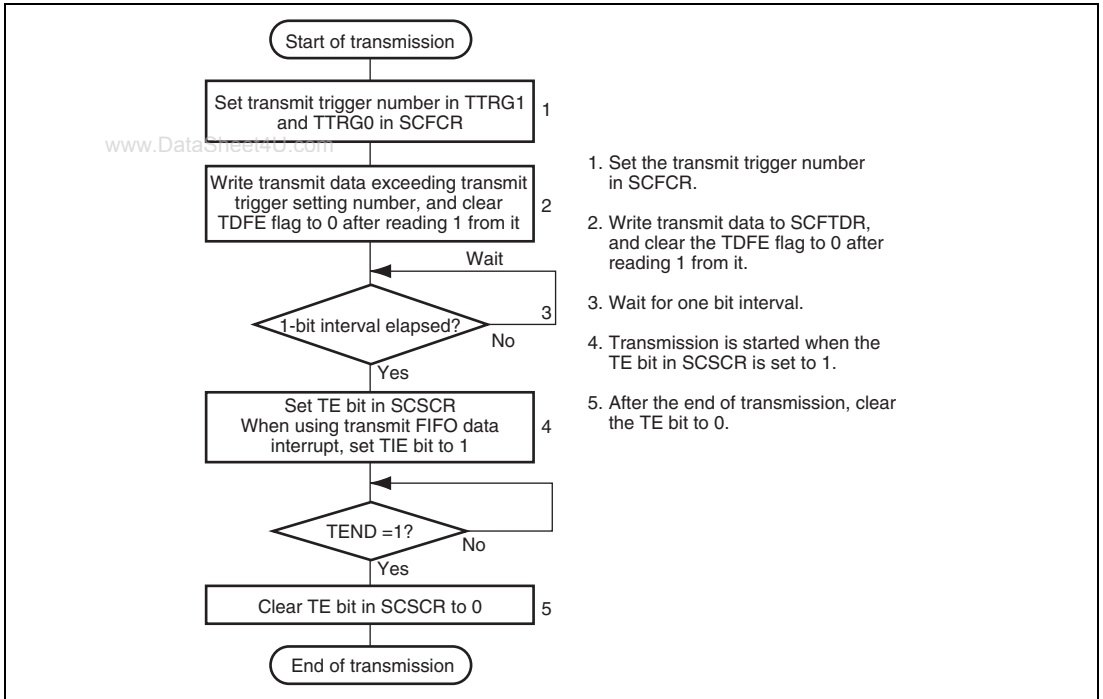 Start of transmission
Set transmit trigger number in TTRG1
and TTRG0 in SCFCR
1
www.DataSheet4U.com
Write transmit data exceeding transmit
trigger setting number, and clear
TDFE flag to 0 after reading 1 from it
2
Wait
1-bit interval elapsed?
3
No
Yes
Set TE bit in SCSCR
When using transmit FIFO data
interrupt, set TIE bit to 1
4
TEND =1?
No
Yes
Clear TE bit in SCSCR to 0
5
End of transmission
1. Set the transmit trigger number
in SCFCR.
2. Write transmit data to SCFTDR,
and clear the TDFE flag to 0 after
reading 1 from it.
3. Wait for one bit interval.
4. Transmission is started when the
TE bit in SCSCR is set to 1.
5. After the end of transmission, clear
the TE bit to 0.